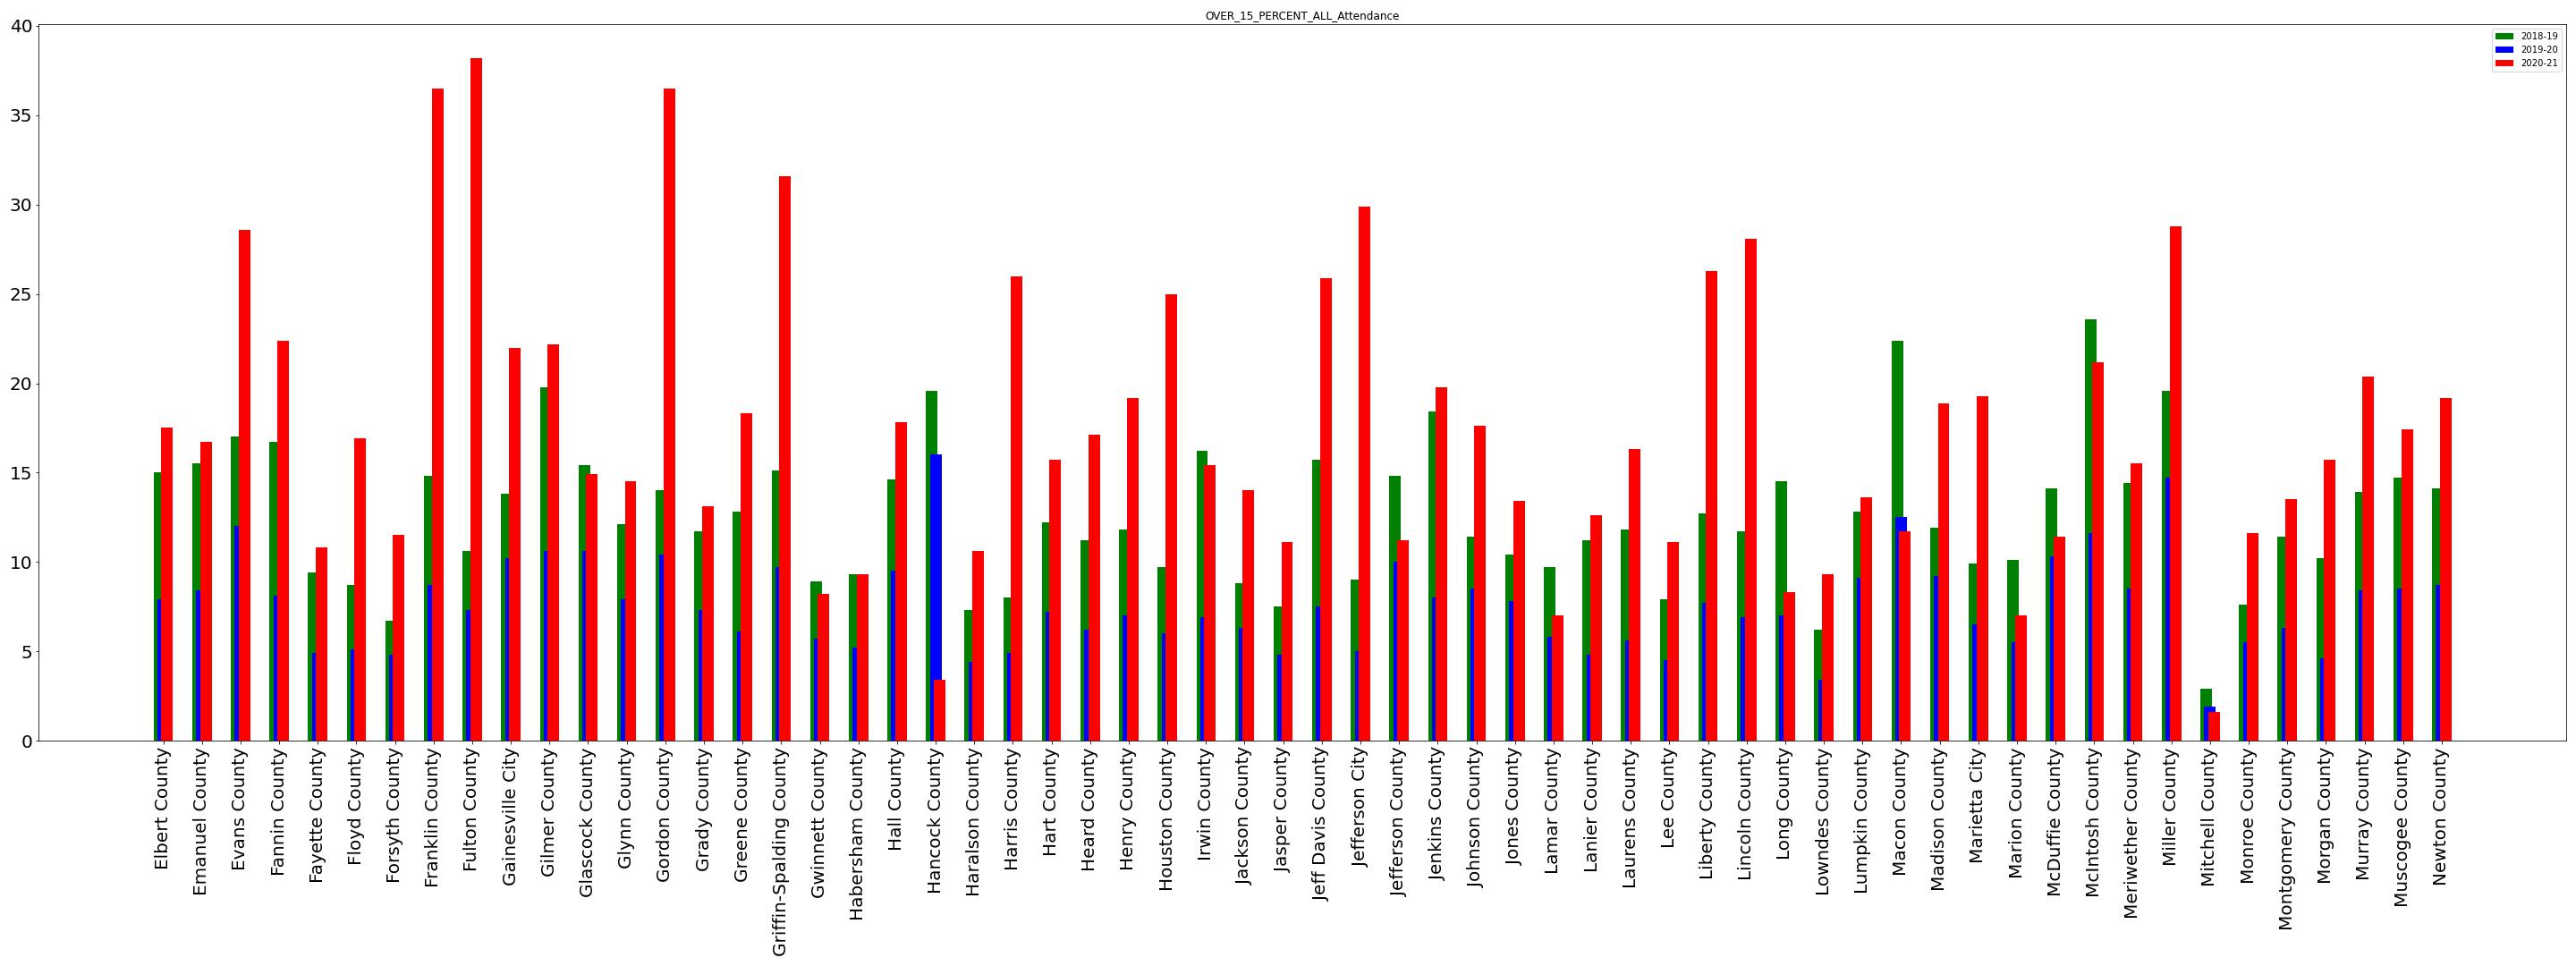 OVER_15_PERCENT_ALL_Attendance
2018-19
2019-20
2020-21
40
35
30
25
20
15
10
5
0
Elbert County
Emanuel County
Evans County
Fannin County
Fayette County
Floyd County
Forsyth County
Franklin County
Fulton County
Gainesville City
Gilmer County
Glascock County
Glynn County
Gordon County
Grady County
Greene County
Griffin-Spalding County
Gwinnett County
Habersham County
Hall County
Hancock County
Haralson County
Harris County
Hart County
Heard County
Henry County
Houston County
Irwin County
Jackson County
Jasper County
Jeff Davis County
Jefferson City
Jefferson County
Jenkins County
Johnson County
Jones County
Lamar County
Lanier County
Laurens County
Lee County
Liberty County
Lincoln County
Long County
Lowndes County
Lumpkin County
Macon County
Madison County
Marietta City
Marion County
McDuffie County
McIntosh County
Meriwether County
Miller County
Mitchell County
Monroe County
Montgomery County
Morgan County
Murray County
Muscogee County
Newton County